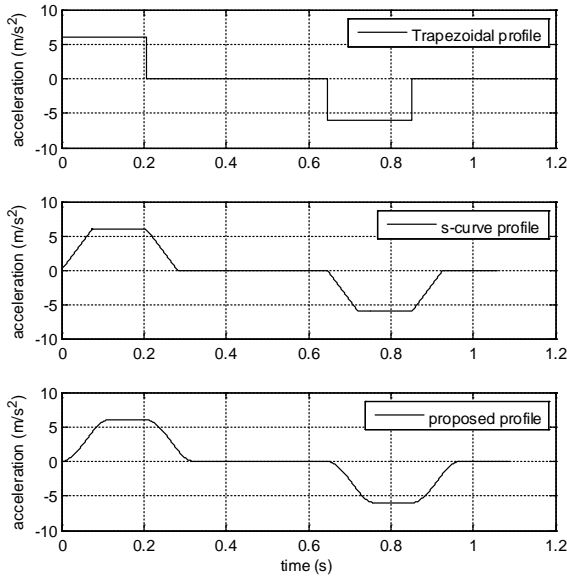 10
5
0
-5
-10
acceleration (m/s²)
Trapezoidal profile
0 0.2 0.4 0.6 0.8 1 1.2
10
5
0
-5
-10
acceleration (m/s²)
s-curve profile
0 0.2 0.4 0.6 0.8 1 1.2
10
5
0
-5
-10
acceleration (m/s²)
proposed profile
0 0.2 0.4 0.6 0.8 1 1.2
time (s)